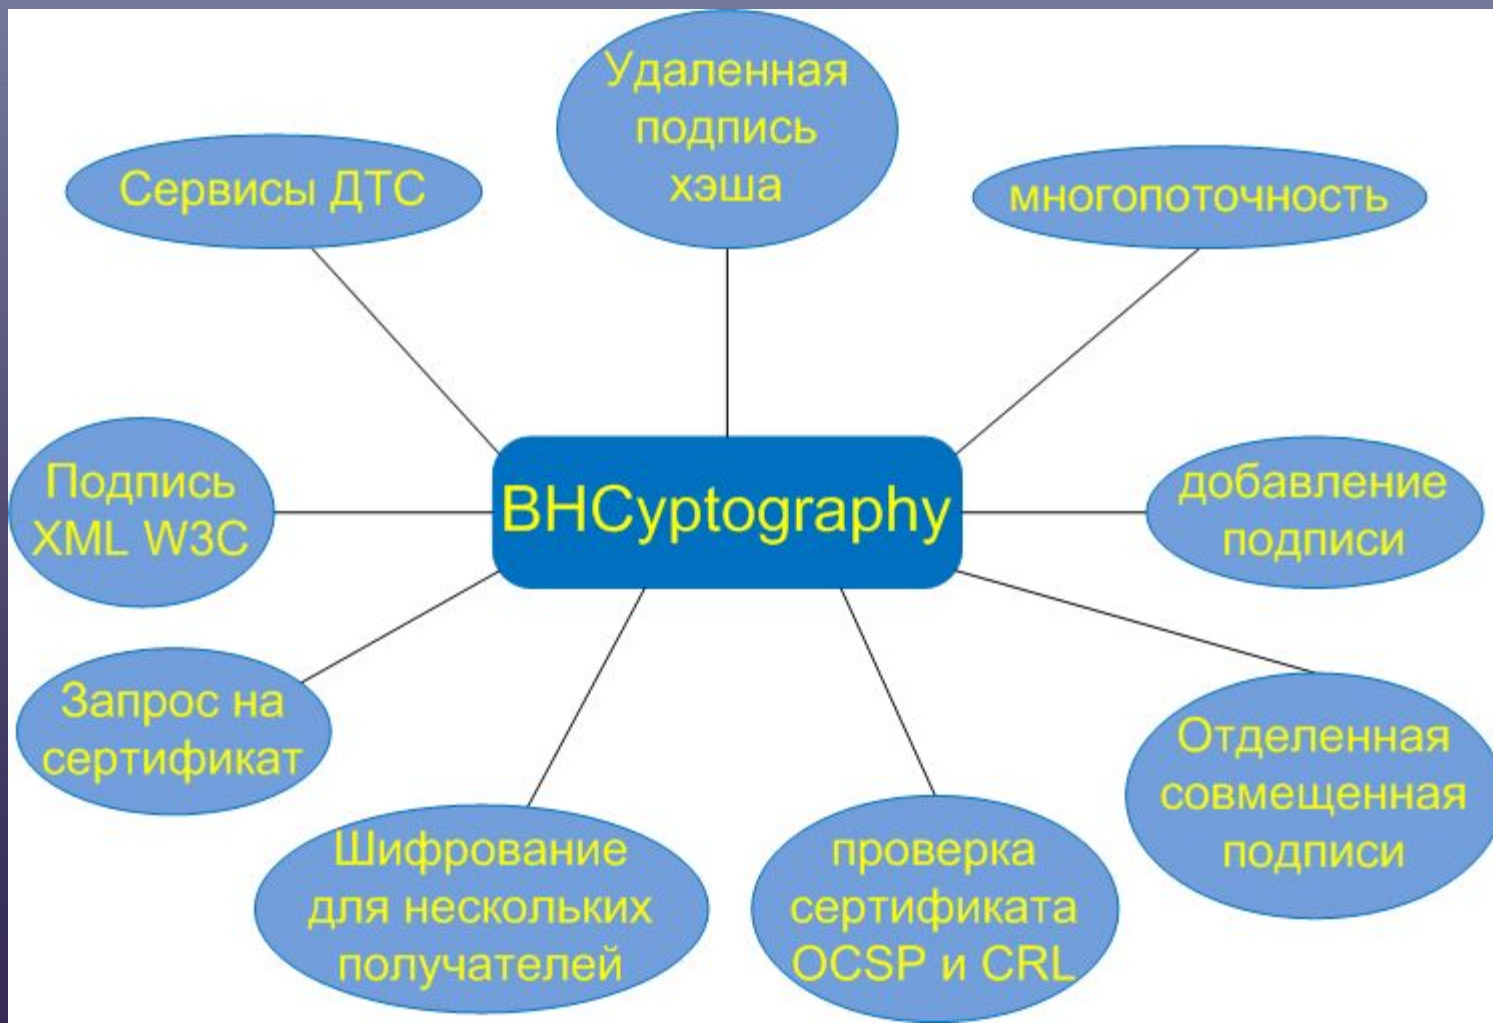 Удаленная
подпись
хэша
Сервисы ДТС
многопоточность
Подпись
XML W3C
BHCyptography
добавление
подписи
Запрос на
сертификат
Отделенная
совмещенная
подписи
Шифрование
для нескольких
получателей
проверка
сертификата
OCSP и CRL